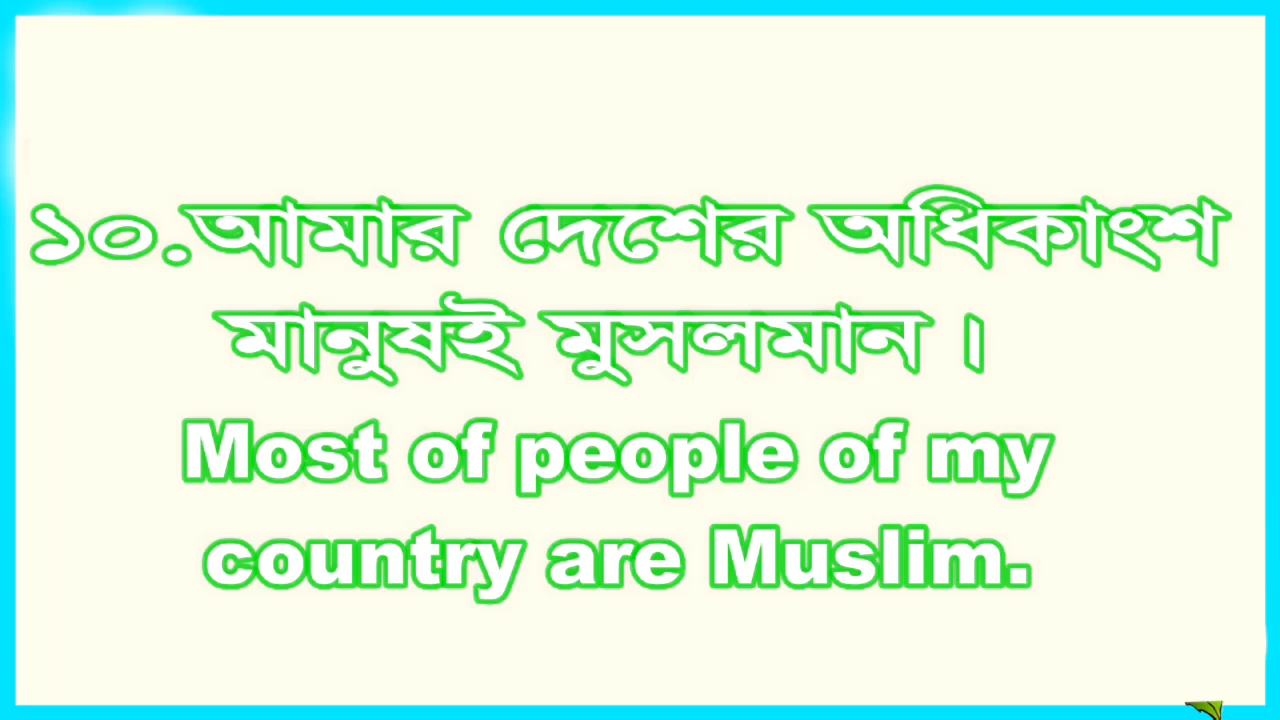 ১০.আমার দেশের অধিকাংশ
মানুষই মুসলমান ।
Most of people of my
country are Muslim.